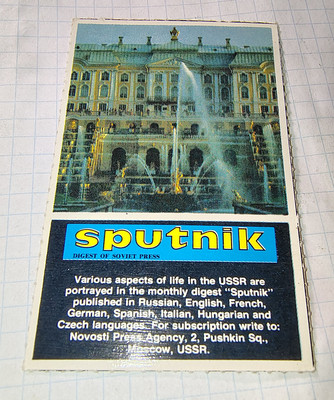 sputnik
DIGEST OF SOVIET PRESS
Various aspects of life in the USSR are
portrayed in the monthly digest "Sputnik"
published in Russian, English, French,
German, Spanish, Italian, Hungarian and
Czech languages. For subscription write to:
Novosti Press Agency, 2, Pushkin Sq.,
Moscow, USSR.